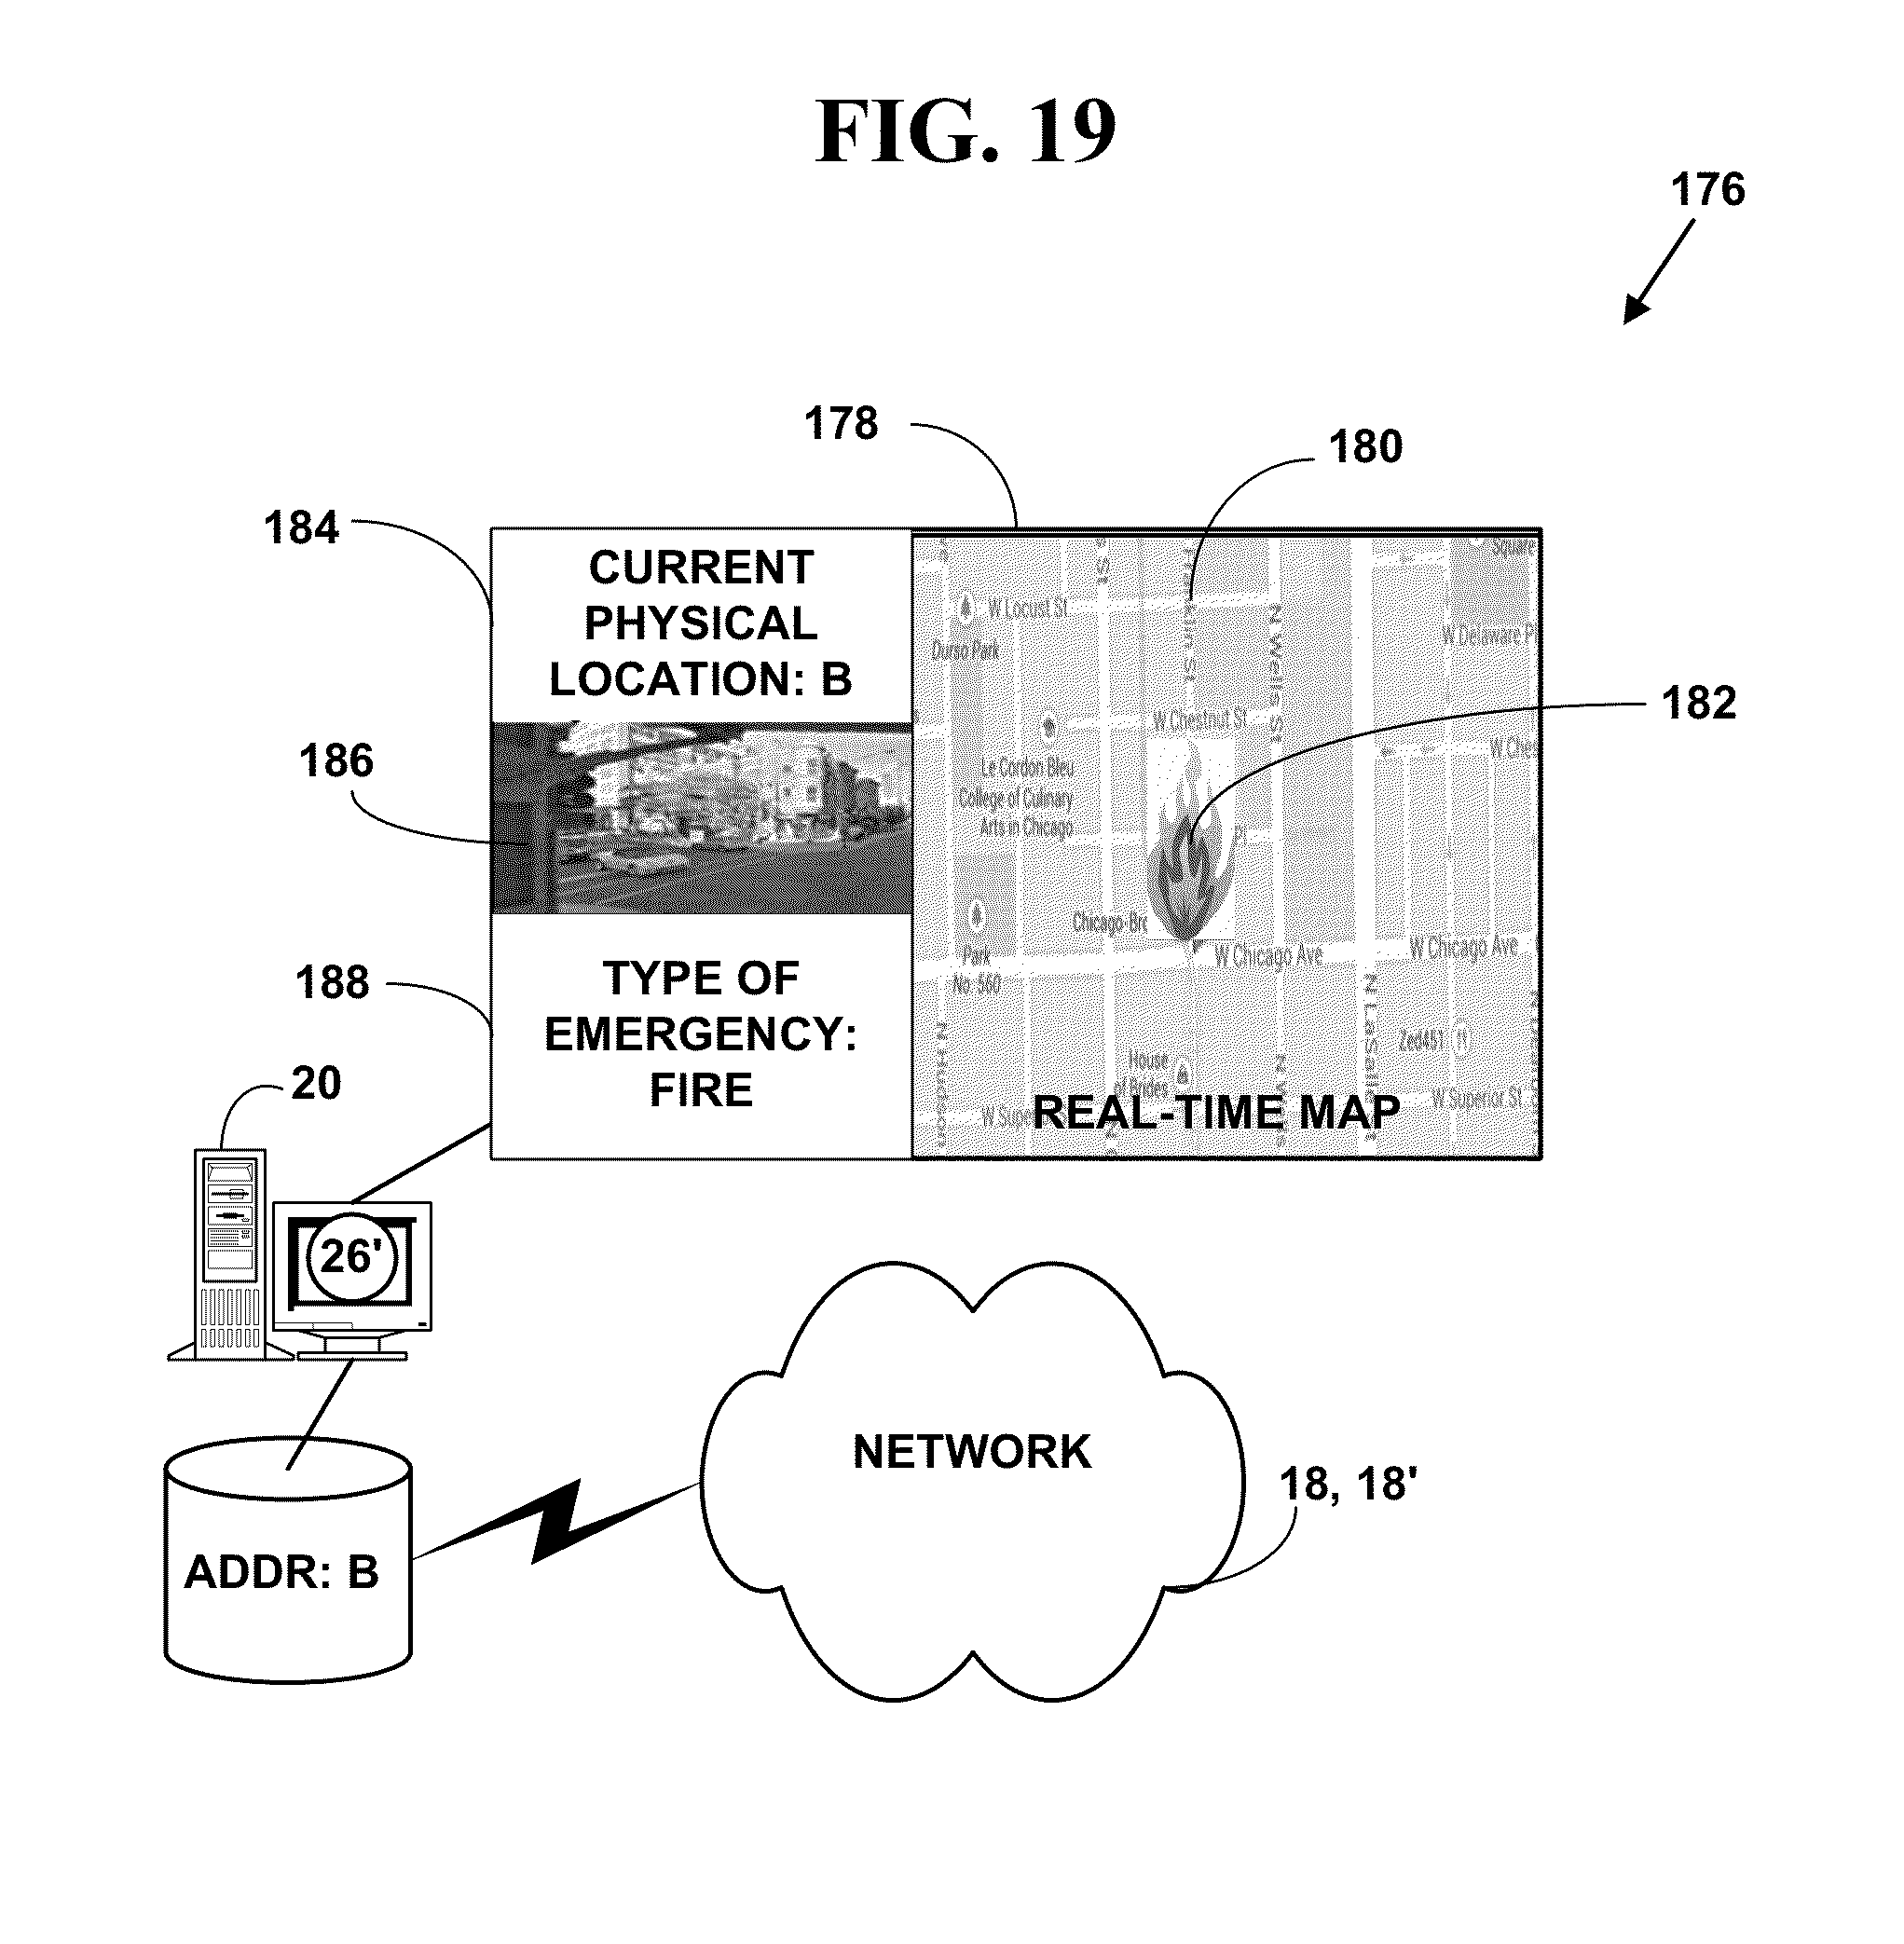 FIG. 19
176
178
180
184
CURRENT
PHYSICAL
LOCATION: B
182
186
188
TYPE OF
EMERGENCY:
FIRE
Square
W Locust St
Durso Park
N Wells St
W Delaware Pl
W Chestnut St
W Che
Le Cordon Bleu
College of Culinary
Arts in Chicago
Pl
Chicago-Bro
W Chicago Ave
W Chicago Ave
Park
No. 560
N Hudson
N LaSalle
Zed451
House
of Brides
W Supe
W Superior St
REAL-TIME MAP
20
26'
NETWORK
18, 18'
ADDR: B